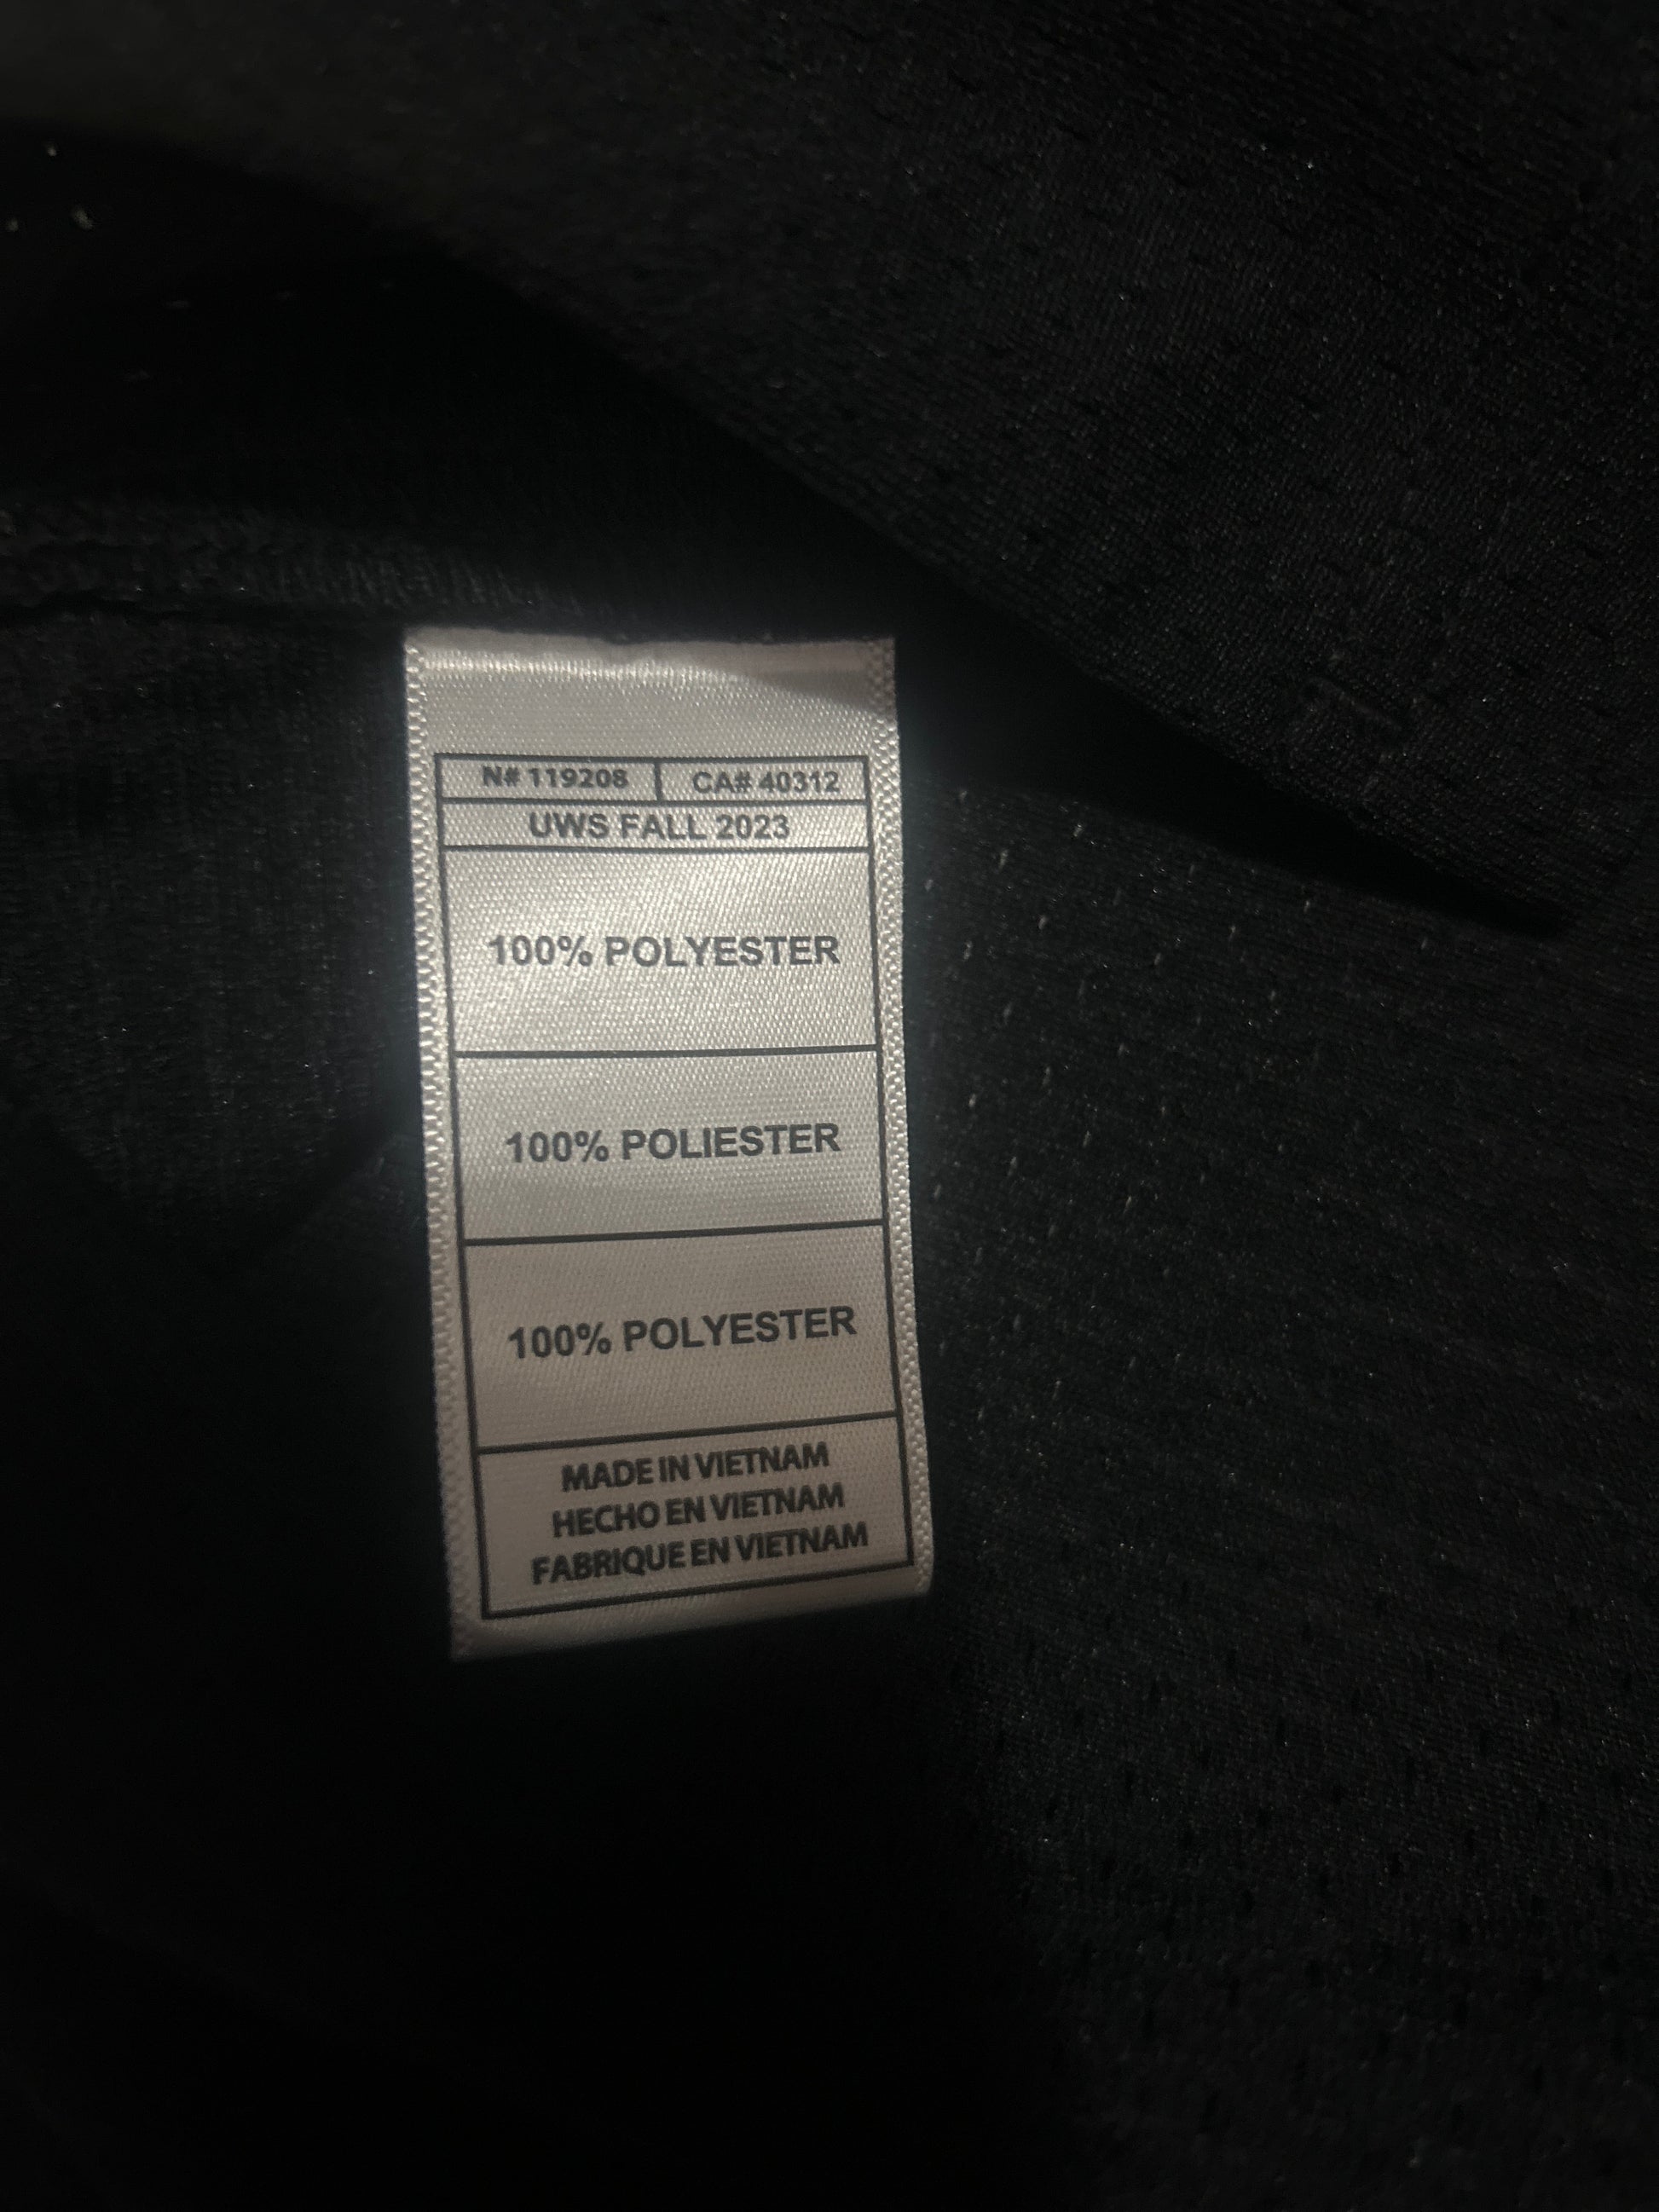 N# 119208 CA# 40312
UWS FALL 2023
100% POLYESTER
100% POLIESTER
100% POLYESTER
MADE IN VIETNAM
HECHO EN VIETNAM
FABRIQUE EN VIETNAM